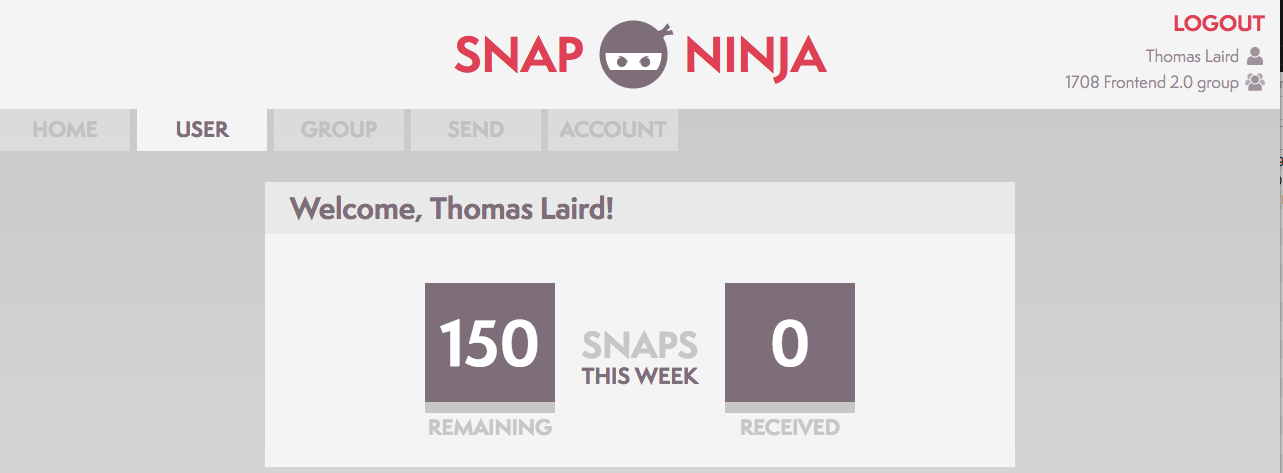 SNAP NINJA
LOGOUT
Thomas Laird
1708 Frontend 2.0 group
HOME USER GROUP SEND ACCOUNT
Welcome, Thomas Laird!
150 SNAPS 0
THIS WEEK
REMAINING RECEIVED